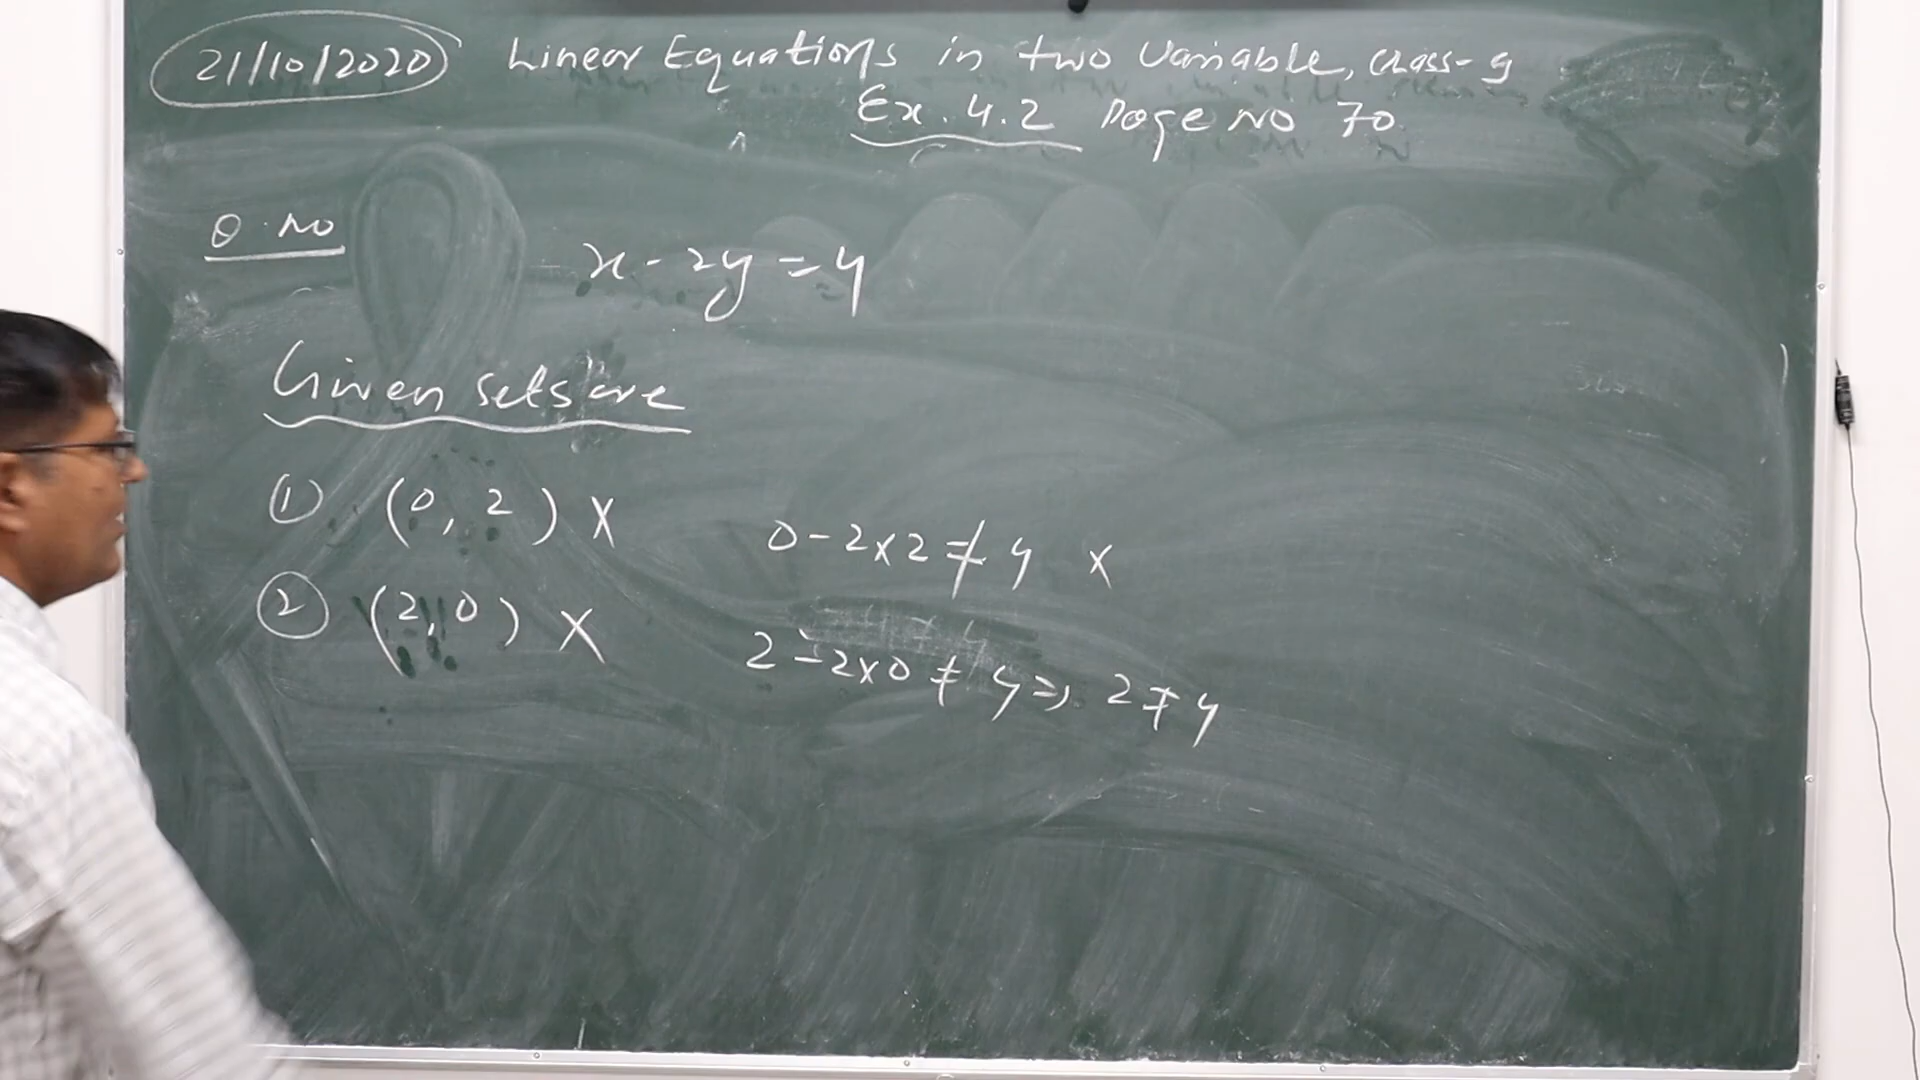 21/10/2020 Linear Equations in two Variable, class-9
Ex. 4.2 Page No 70
Q. No
x - 2y = 4
Given sets are
① (0, 2) X 0 - 2x2 ≠ 4 X
② (2, 0) X 2 - 2x0 ≠ 4 ⇒ 2 ≠ 4